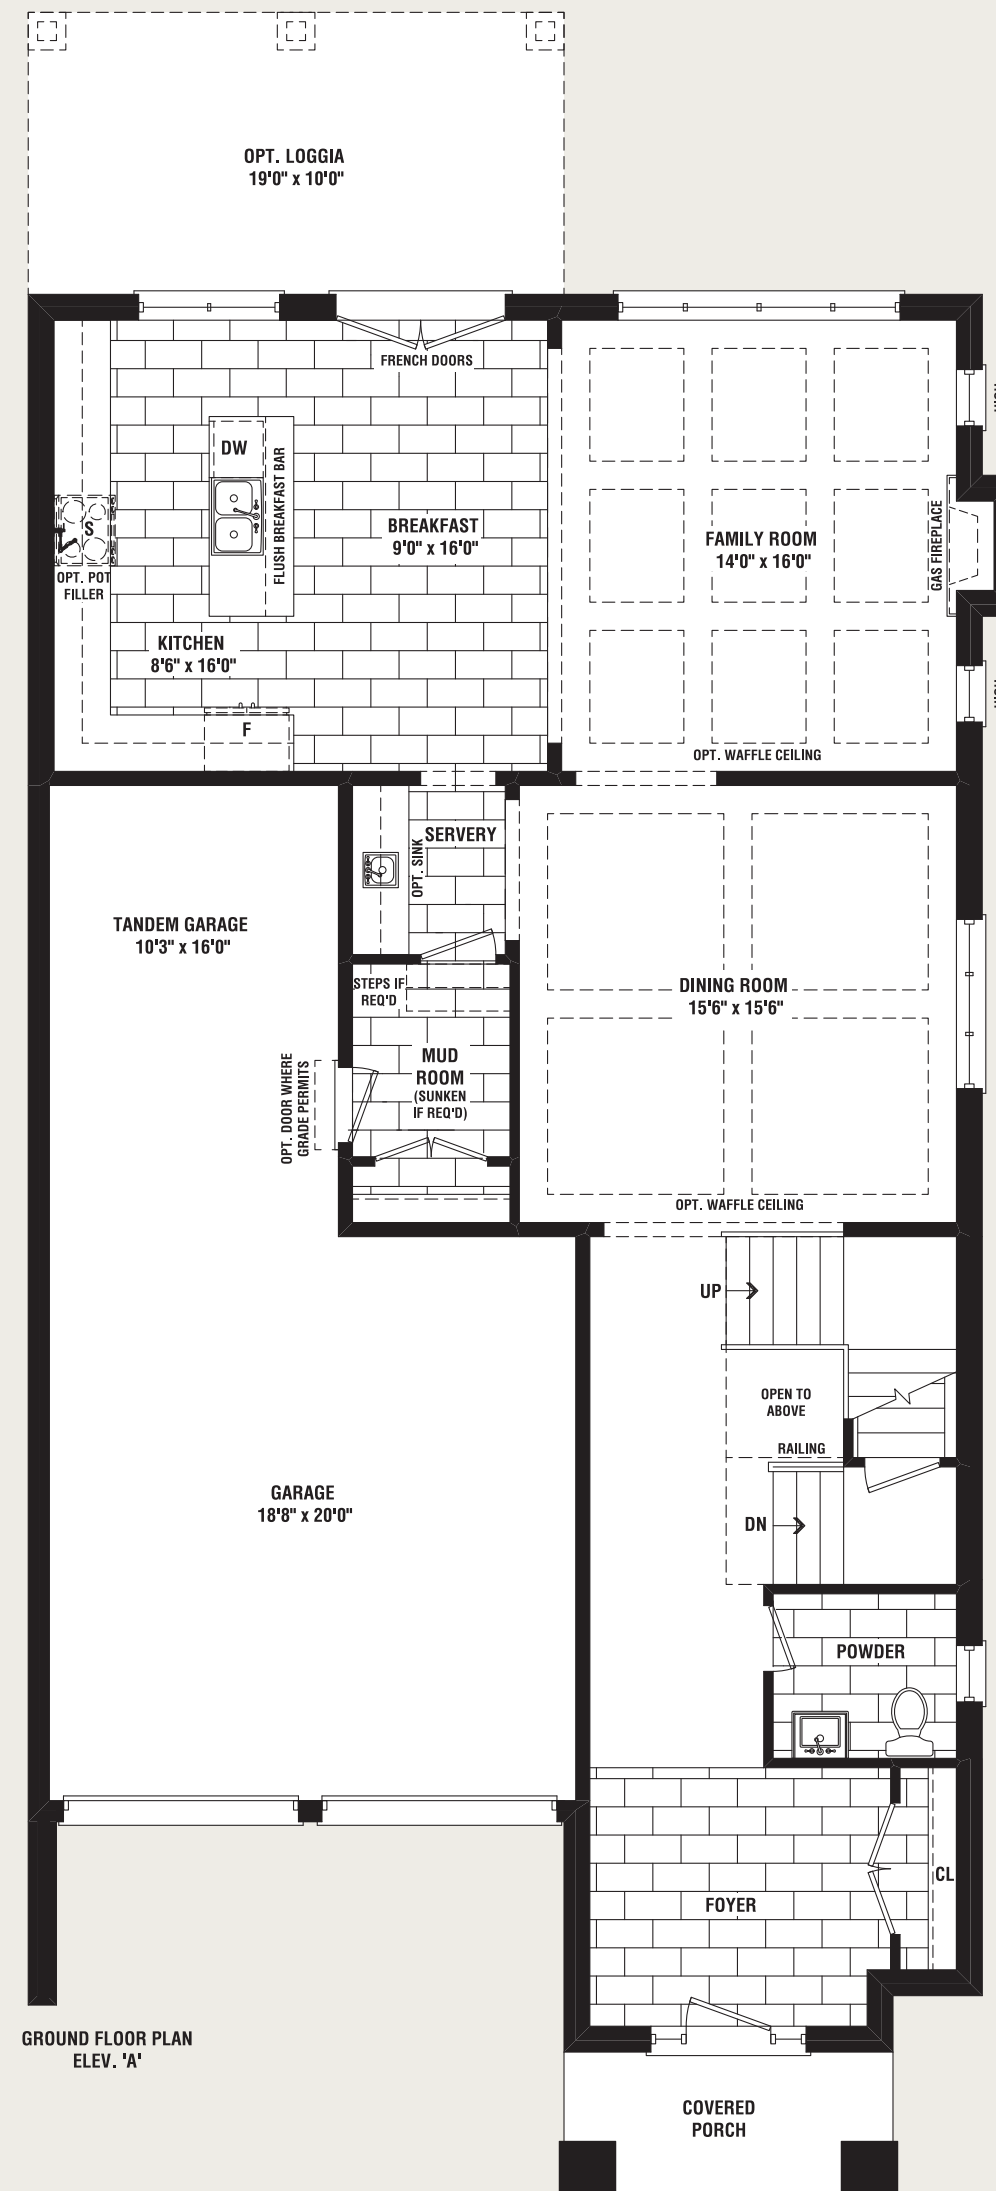 OPT. LOGGIA
19'0" x 10'0"
FRENCH DOORS
DW
FLUSH BREAKFAST BAR
S
OPT. POT
FILLER
BREAKFAST
9'0" x 16'0"
KITCHEN
8'6" x 16'0"
F
FAMILY ROOM
14'0" x 16'0"
GAS FIREPLACE
OPT. WAFFLE CEILING
SERVERY
OPT. SINK
TANDEM GARAGE
10'3" x 16'0"
STEPS IF
REQ'D
MUD
ROOM
(SUNKEN
IF REQ'D)
OPT. DOOR WHERE
GRADE PERMITS
DINING ROOM
15'6" x 15'6"
OPT. WAFFLE CEILING
UP
OPEN TO
ABOVE
RAILING
DN
GARAGE
18'8" x 20'0"
POWDER
CL
FOYER
GROUND FLOOR PLAN
ELEV. 'A'
COVERED
PORCH